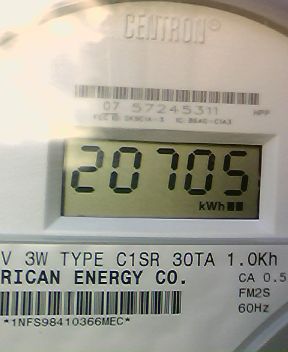 CENTRON®
07 57245311
HPP
20705
kWh
V 3W TYPE C1SR 30TA 1.0Kh
RICAN ENERGY CO.
CA 0.5
FM2S
60Hz
*1NFS98410366MEC*